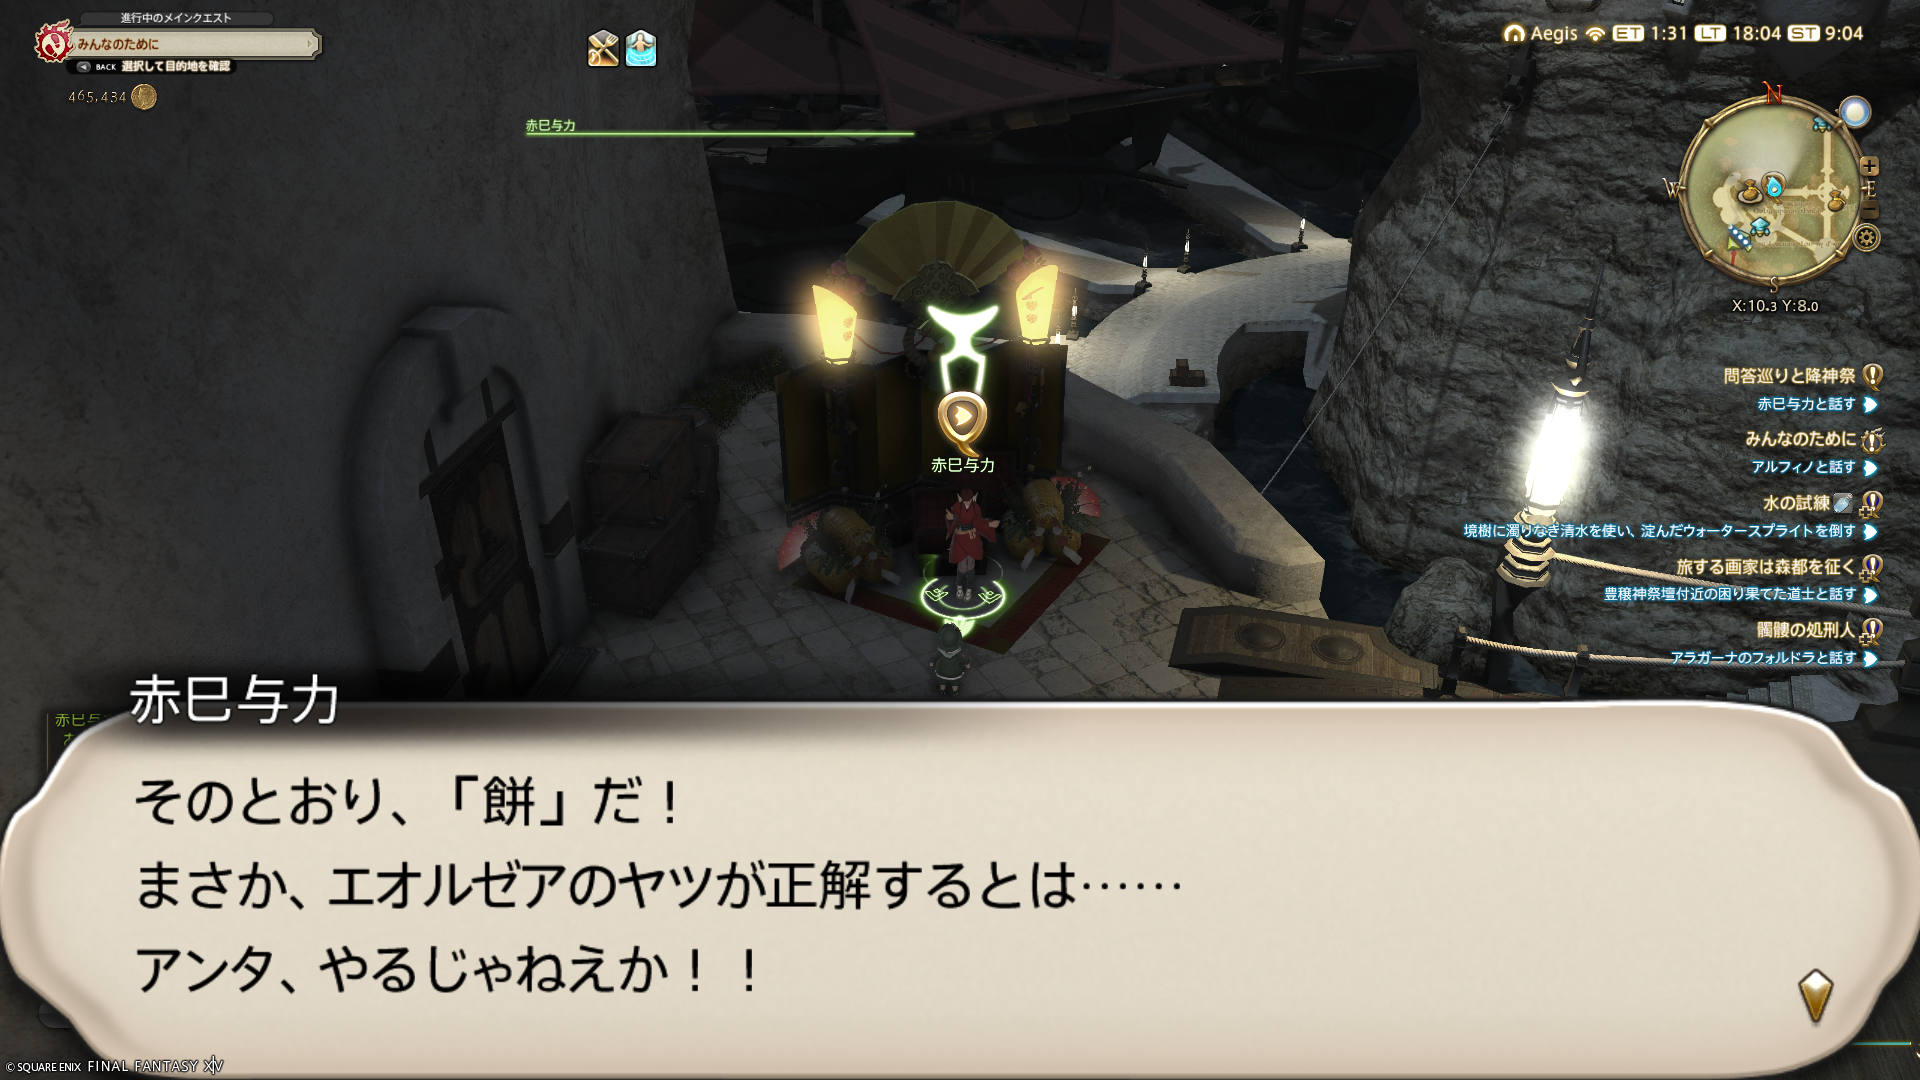 進行中のメインクエスト
みんなのために
BACK 選択して目的地を確認
465,434
Aegis ET 1:31 LT 18:04 ST 9:04
赤巳与力
N
W
E
S
X:10.3 Y:8.0
問答巡りと降神祭
赤巳与力と話す
みんなのために
アルフィノと話す
水の試練
境樹に濁りなき清水を使い、淀んだウォータースプライトを倒す
旅する画家は森都を征く
豊穣神祭壇付近の困り果てた道士と話す
髑髏の処刑人
アラガーナのフォルドラと話す
赤巳与力
赤巳与力
そのとおり、「餅」だ！
まさか、エオルゼアのヤツが正解するとは……
アンタ、やるじゃねえか！！
© SQUARE ENIX FINAL FANTASY XIV